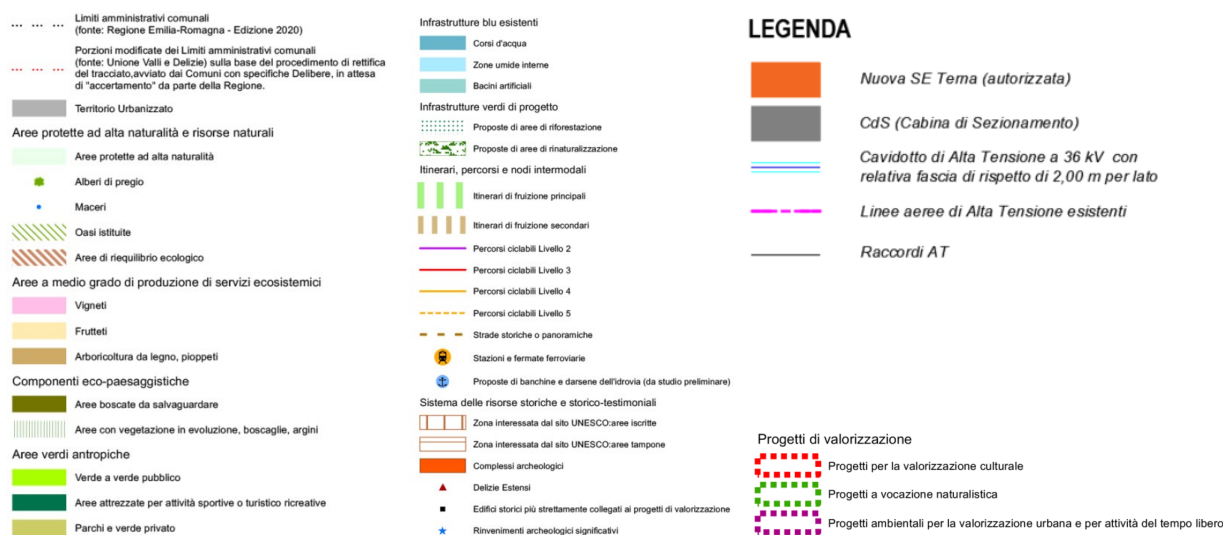 Limiti amministrativi comunali
(fonte: Regione Emilia-Romagna - Edizione 2020)
Porzioni modificate dei Limiti amministrativi comunali
(fonte: Unione Valli e Delizie) sulla base del procedimento di rettifica
del tracciato,avviato dai Comuni con specifiche Delibere, in attesa
di "accertamento" da parte della Regione.
Territorio Urbanizzato
Aree protette ad alta naturalità e risorse naturali
Aree protette ad alta naturalità
Alberi di pregio
Maceri
Oasi istituite
Aree di riequilibrio ecologico
Aree a medio grado di produzione di servizi ecosistemici
Vigneti
Frutteti
Arboricoltura da legno, pioppeti
Componenti eco-paesaggistiche
Aree boscate da salvaguardare
Aree con vegetazione in evoluzione, boscaglie, argini
Aree verdi antropiche
Verde a verde pubblico
Aree attrezzate per attività sportive o turistico ricreative
Parchi e verde privato
Infrastrutture blu esistenti
Corsi d'acqua
Zone umide interne
Bacini artificiali
Infrastrutture verdi di progetto
Proposte di aree di riforestazione
Proposte di aree di rinaturalizzazione
Itinerari, percorsi e nodi intermodali
Itinerari di fruizione principali
Itinerari di fruizione secondari
Percorsi ciclabili Livello 2
Percorsi ciclabili Livello 3
Percorsi ciclabili Livello 4
Percorsi ciclabili Livello 5
Strade storiche o panoramiche
Stazioni e fermate ferroviarie
Proposte di banchine e darsene dell'idrovia (da studio preliminare)
Sistema delle risorse storiche e storico-testimoniali
Zona interessata dal sito UNESCO:aree iscritte
Zona interessata dal sito UNESCO:aree tampone
Complessi archeologici
Delizie Estensi
Edifici storici più strettamente collegati ai progetti di valorizzazione
Rinvenimenti archeologici significativi
LEGENDA
Nuova SE Terna (autorizzata)
CdS (Cabina di Sezionamento)
Cavidotto di Alta Tensione a 36 kV con
relativa fascia di rispetto di 2,00 m per lato
Linee aeree di Alta Tensione esistenti
Raccordi AT
Progetti di valorizzazione
Progetti per la valorizzazione culturale
Progetti a vocazione naturalistica
Progetti ambientali per la valorizzazione urbana e per attività del tempo libero